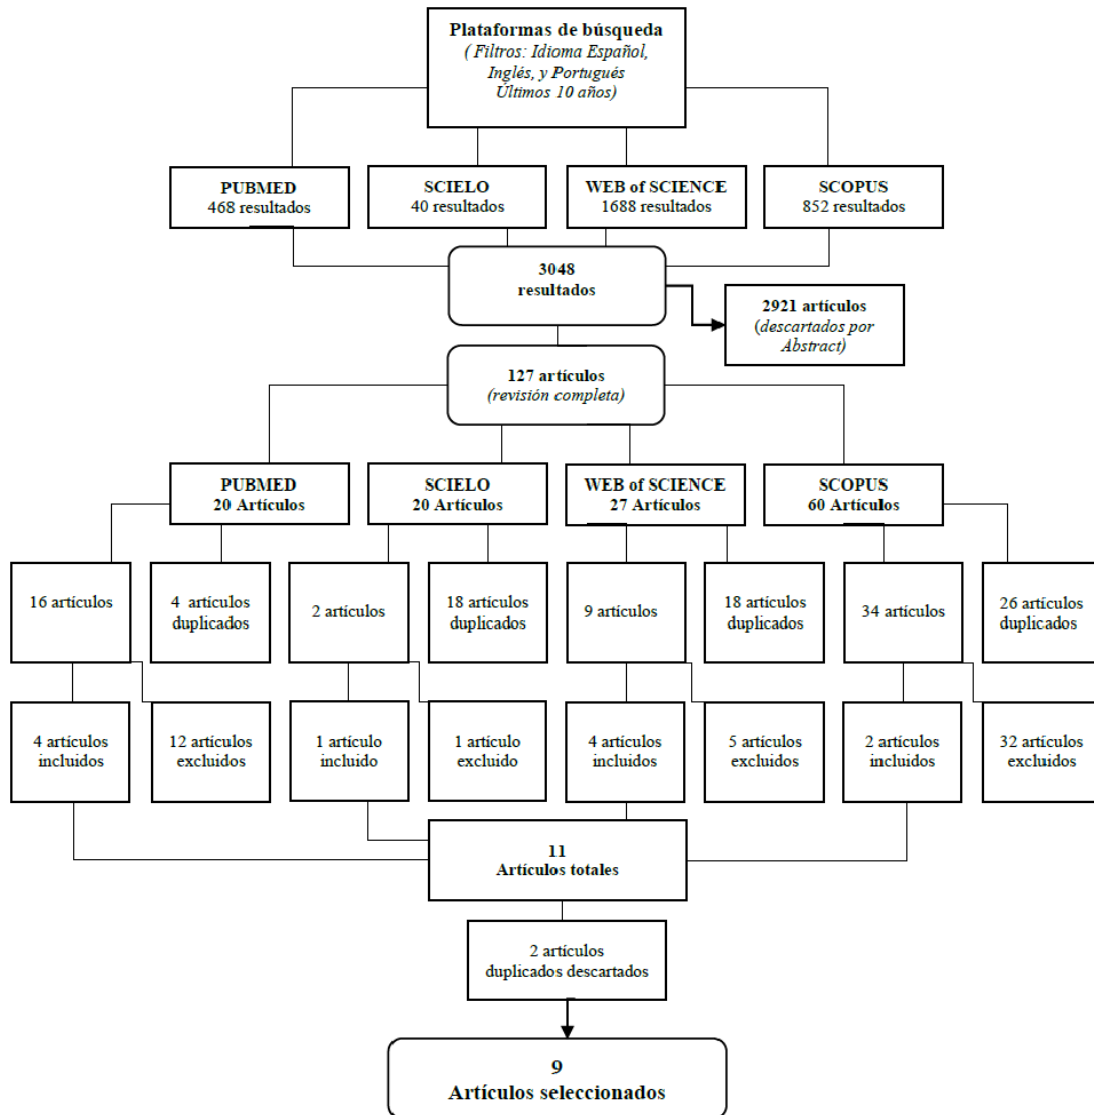 Plataformas de búsqueda
( Filtros: Idioma Español,
Inglés, y Portugués
Últimos 10 años)
PUBMED
468 resultados
SCIELO
40 resultados
WEB of SCIENCE
1688 resultados
SCOPUS
852 resultados
3048
resultados
2921 artículos
(descartados por
Abstract)
127 artículos
(revisión completa)
PUBMED
20 Artículos
SCIELO
20 Artículos
WEB of SCIENCE
27 Artículos
SCOPUS
60 Artículos
16 artículos
4 artículos
duplicados
2 artículos
18 artículos
duplicados
9 artículos
18 artículos
duplicados
34 artículos
26 artículos
duplicados
4 artículos
incluidos
12 artículos
excluidos
1 artículo
incluido
1 artículo
excluido
4 artículos
incluidos
5 artículos
excluidos
2 artículos
incluidos
32 artículos
excluidos
11
Artículos totales
2 artículos
duplicados descartados
9
Artículos seleccionados